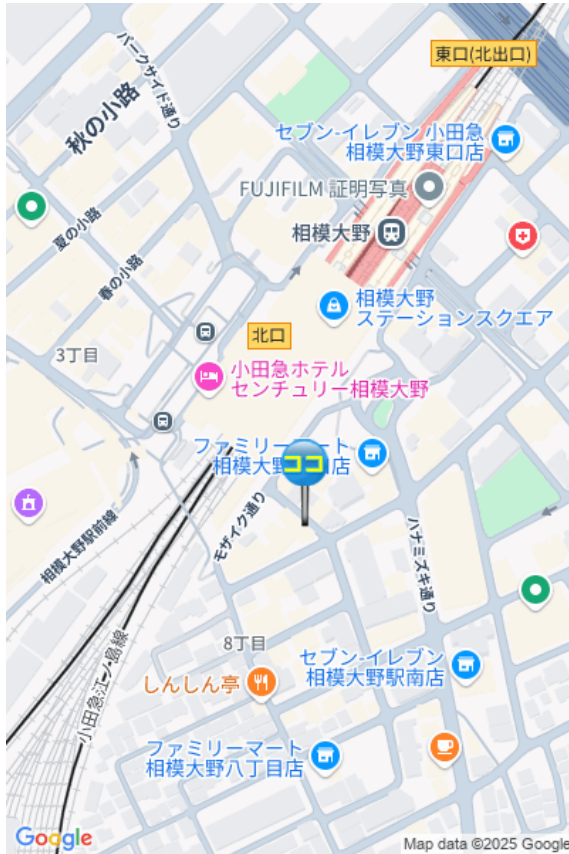 東口(北出口)
パークサイド通り
秋の小路
セブン-イレブン 小田急
相模大野東口店
FUJIFILM 証明写真
夏の小路
相模大野
春の小路
相模大野
ステーションスクエア
北口
3丁目
小田急ホテル
センチュリー相模大野
ファミリーマート
相模大野
店
ココ
モザイク通り
相模大野駅前線
ハナミズキ通り
8丁目
小田急江ノ島線
セブン-イレブン
相模大野駅南店
しんしん亭
ファミリーマート
相模大野八丁目店
Google
Map data ©2025 Google